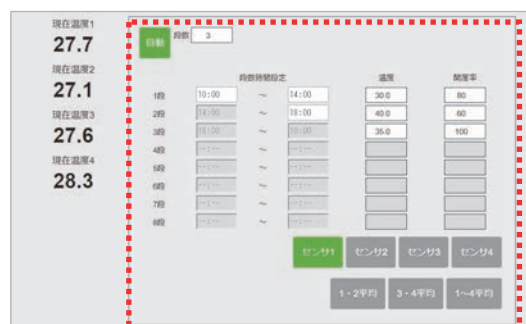 現在温度1
27.7
現在温度2
27.1
現在温度3
27.6
現在温度4
28.3
自動 段数 3
段数時間設定 温度 開度率
1段 10:00 ~ 14:00 30.0 80
2段 14:00 ~ 18:00 40.0 60
3段 18:00 ~ 10:00 35.0 100
4段 --:-- ~ --:--
5段 --:-- ~ --:--
6段 --:-- ~ --:--
7段 --:-- ~ --:--
8段 --:-- ~ --:--
センサ1 センサ2 センサ3 センサ4
1・2平均 3・4平均 1~4平均